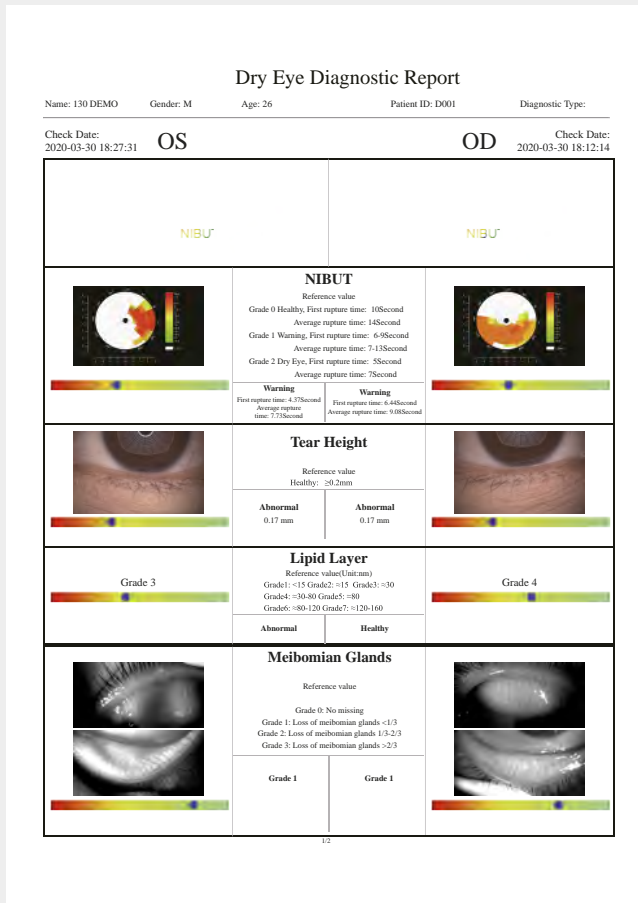 Dry Eye Diagnostic Report
Name: 130 DEMO Gender: M Age: 26 Patient ID: D001 Diagnostic Type:
Check Date:
2020-03-30 18:27:31
OS
OD
Check Date:
2020-03-30 18:12:14
NIBU
NIBU
NIBUT
Reference value
Grade 0 Healthy, First rupture time: 10Second
Average rupture time: 14Second
Grade 1 Warning, First rupture time: 6-9Second
Average rupture time: 7-13Second
Grade 2 Dry Eye, First rupture time: 5Second
Average rupture time: 7Second
Warning
First rupture time: 4.37Second
Average rupture
time: 7.73Second
Warning
First rupture time: 6.44Second
Average rupture time: 9.08Second
Tear Height
Reference value
Healthy: ≥0.2mm
Abnormal
0.17 mm
Abnormal
0.17 mm
Grade 3
Lipid Layer
Reference value(Unit:nm)
Grade1: <15 Grade2: ≈15 Grade3: ≈30
Grade4: ≈30-80 Grade5: ≈80
Grade6: ≈80-120 Grade7: ≈120-160
Abnormal
Healthy
Grade 4
Meibomian Glands
Reference value
Grade 0: No missing
Grade 1: Loss of meibomian glands <1/3
Grade 2: Loss of meibomian glands 1/3-2/3
Grade 3: Loss of meibomian glands >2/3
Grade 1
Grade 1
1/2